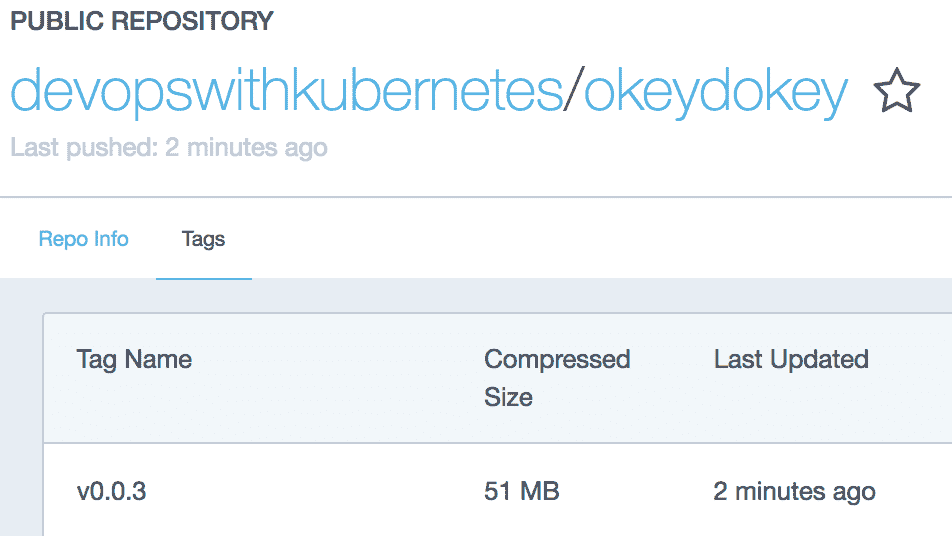 PUBLIC REPOSITORY
devopswithkubernetes/okeydokey
Last pushed: 2 minutes ago
Repo Info Tags
Tag Name Compressed Size Last Updated
v0.0.3 51 MB 2 minutes ago